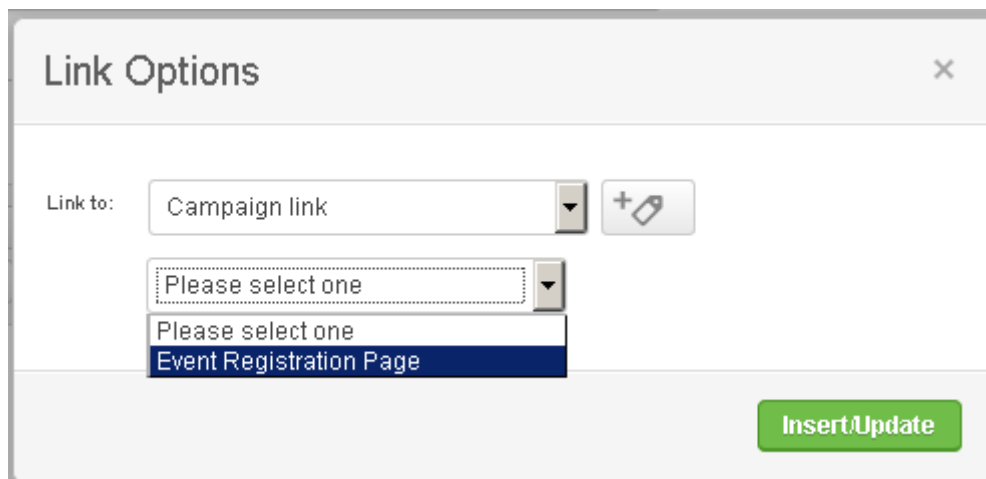 Link Options
Link to: Campaign link
Please select one
Please select one
Event Registration Page
Insert/Update